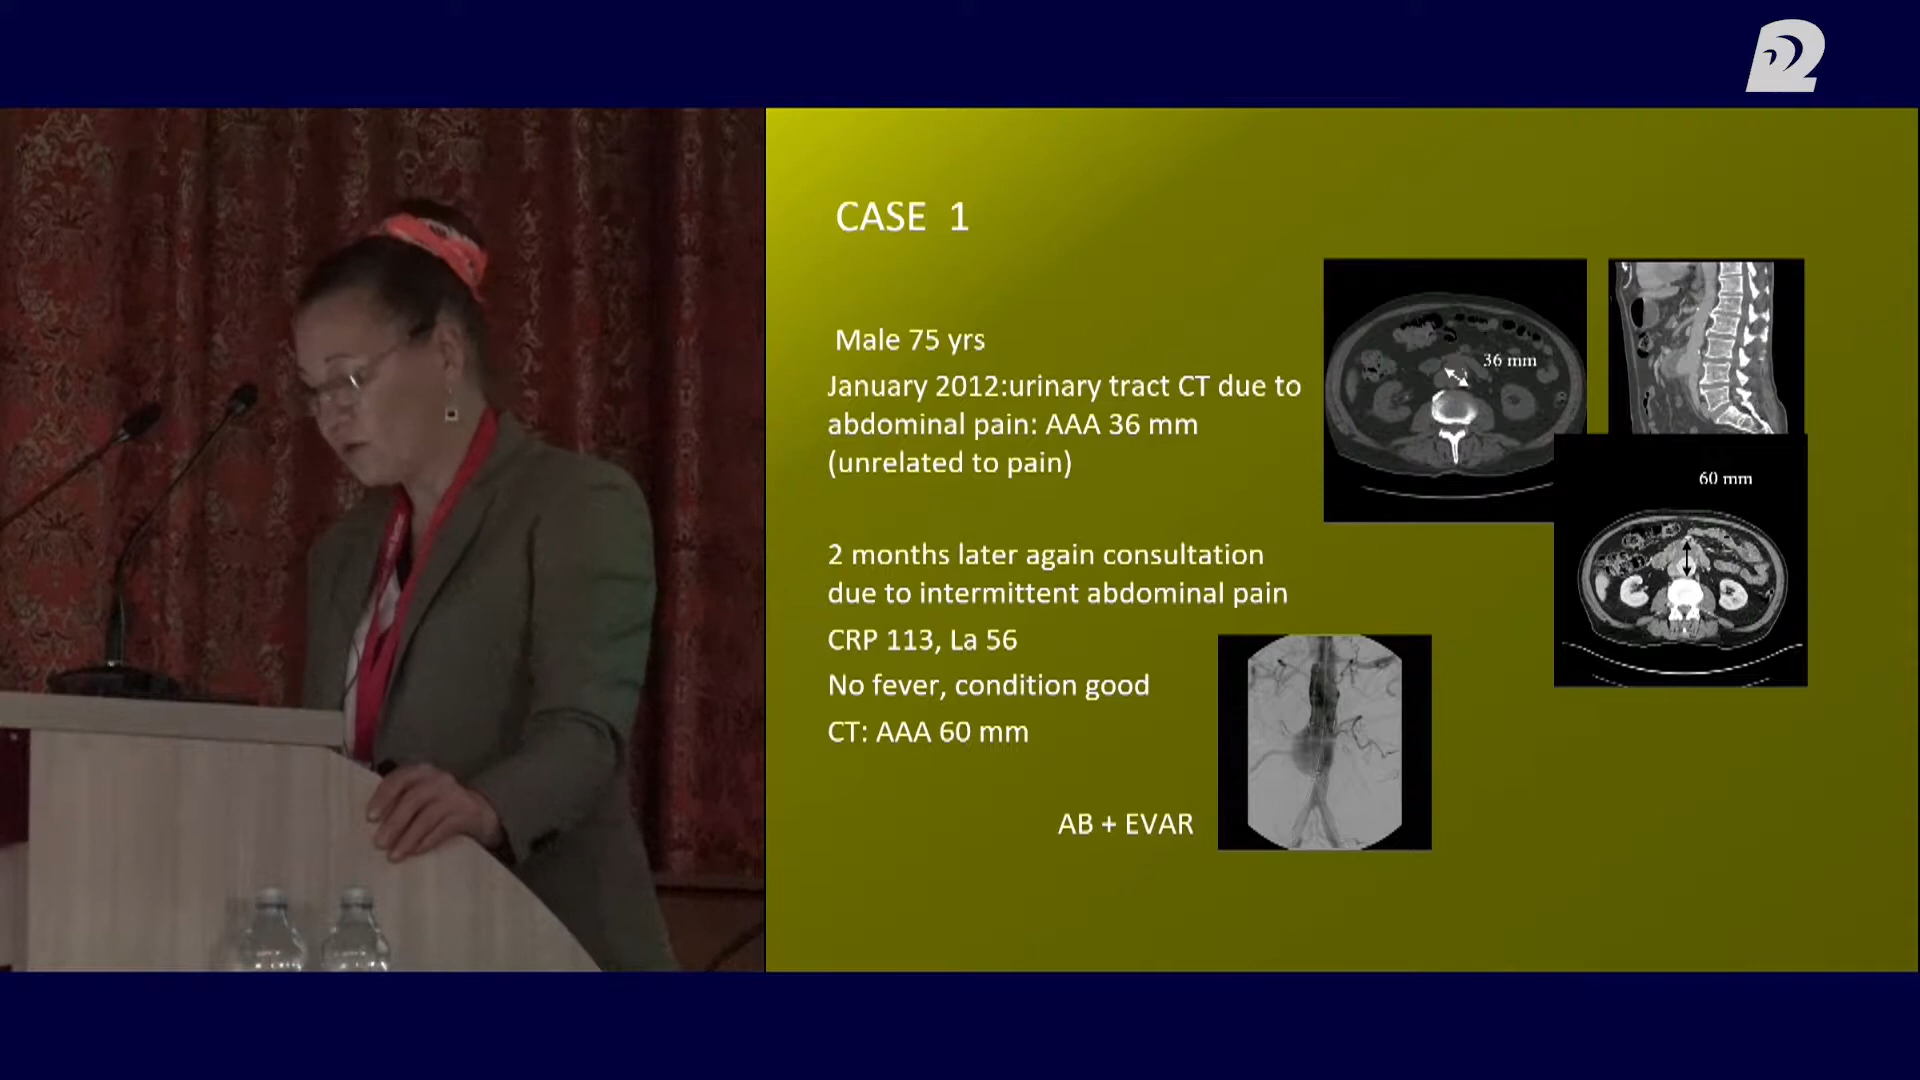 CASE 1
Male 75 yrs
January 2012:urinary tract CT due to
abdominal pain: AAA 36 mm
(unrelated to pain)
2 months later again consultation
due to intermittent abdominal pain
CRP 113, La 56
No fever, condition good
CT: AAA 60 mm
AB + EVAR
36 mm
60 mm